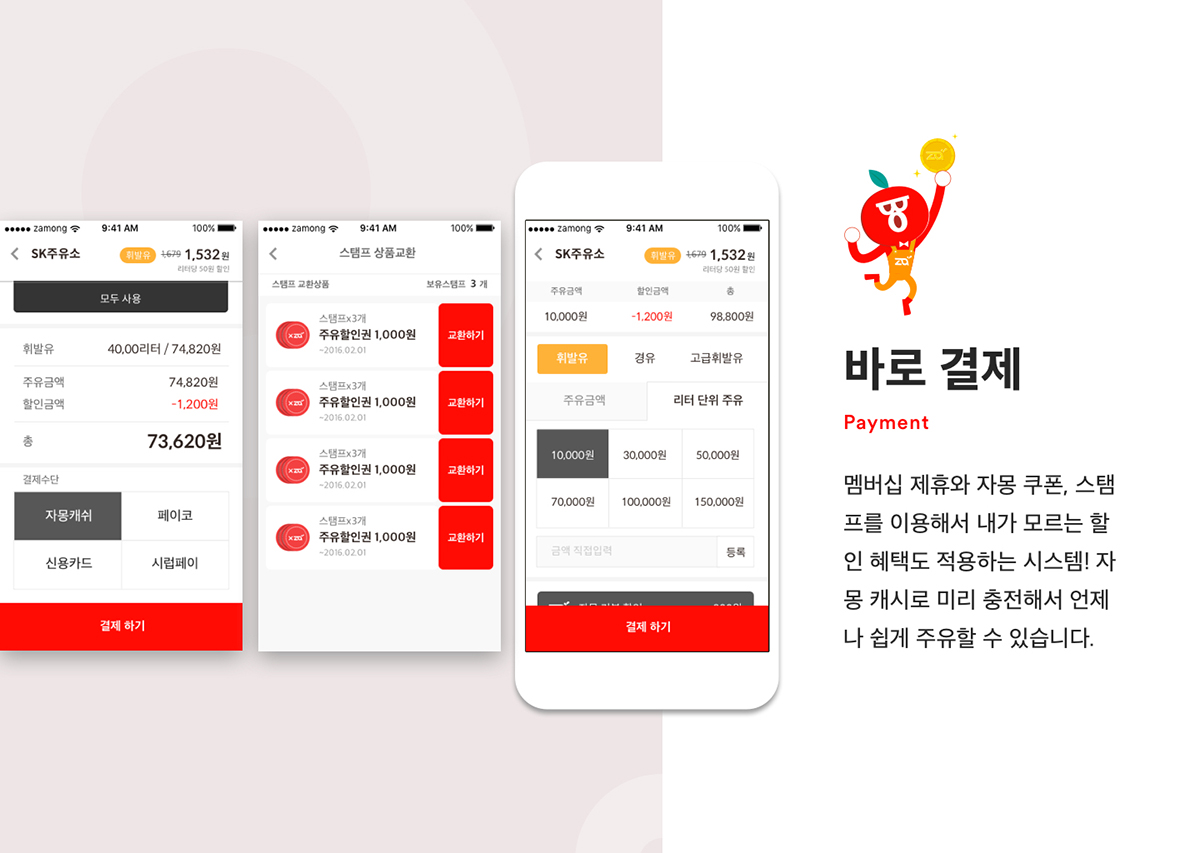 ●●●●● zamong 9:41 AM 100%
SK주유소 휘발유 1,679 1,532원
리터당 50원 할인
모두 사용
휘발유 40,00리터 / 74,820원
주유금액 74,820원
할인금액 -1,200원
총 73,620원
결제수단
자몽캐쉬 페이코
신용카드 시럽페이
결제 하기
●●●●● zamong 9:41 AM 100%
스탬프 상품교환
스탬프 교환상품 보유스탬프 3 개
스탬프x3개
주유할인권 1,000원
~2016.02.01
교환하기
스탬프x3개
주유할인권 1,000원
~2016.02.01
교환하기
스탬프x3개
주유할인권 1,000원
~2016.02.01
교환하기
스탬프x3개
주유할인권 1,000원
~2016.02.01
교환하기
●●●●● zamong 9:41 AM 100%
SK주유소 휘발유 1,679 1,532원
리터당 50원 할인
주유금액 할인금액 총
10,000원 -1,200원 98,800원
휘발유 경유 고급휘발유
주유금액 리터 단위 주유
10,000원 30,000원 50,000원
70,000원 100,000원 150,000원
금액 직접입력 등록
결제 하기
바로 결제
Payment
멤버십 제휴와 자몽 쿠폰, 스탬
프를 이용해서 내가 모르는 할
인 혜택도 적용하는 시스템! 자
몽 캐시로 미리 충전해서 언제
나 쉽게 주유할 수 있습니다.